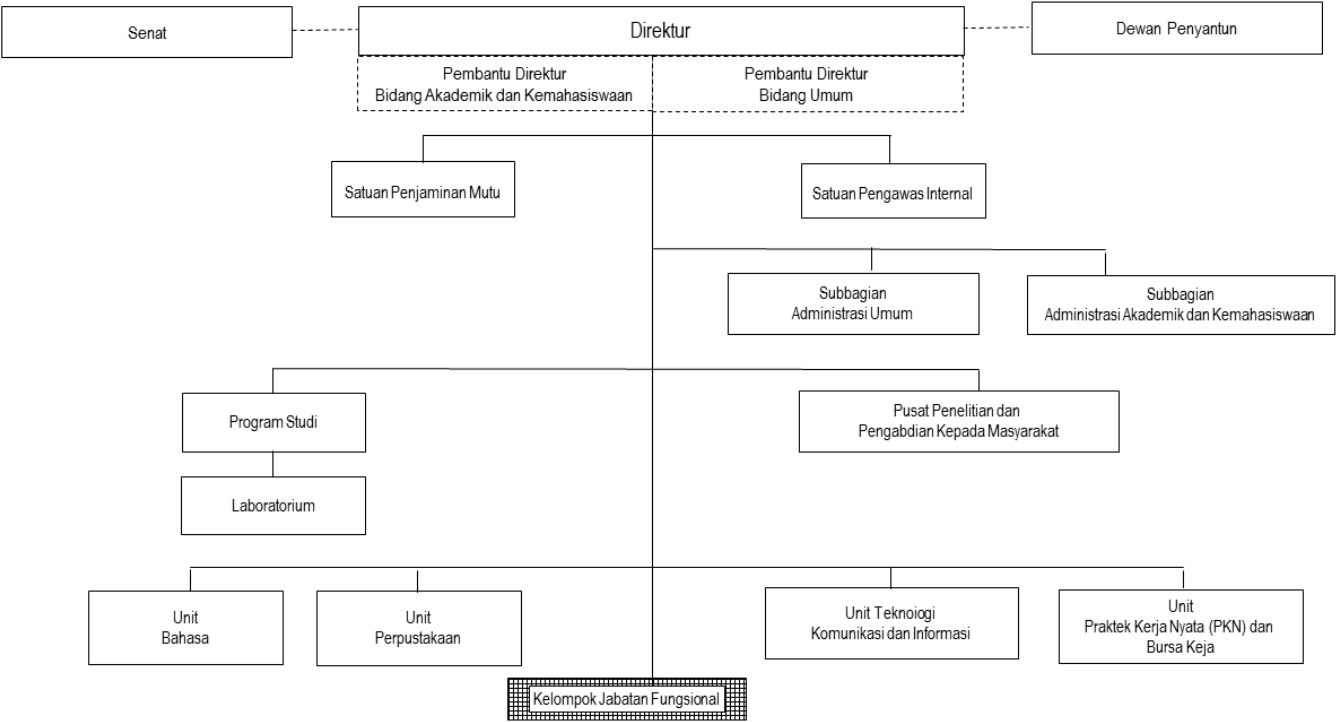 Senat
Direktur
Dewan Penyantun
Pembantu Direktur
Bidang Akademik dan Kemahasiswaan
Pembantu Direktur
Bidang Umum
Satuan Penjaminan Mutu
Satuan Pengawas Internal
Subbagian
Administrasi Umum
Subbagian
Administrasi Akademik dan Kemahasiswaan
Program Studi
Pusat Penelitian dan
Pengabdian Kepada Masyarakat
Laboratorium
Unit
Bahasa
Unit
Perpustakaan
Unit Teknoiogi
Komunikasi dan Informasi
Unit
Praktek Kerja Nyata (PKN) dan
Bursa Keja
Kelompok Jabatan Fungsional